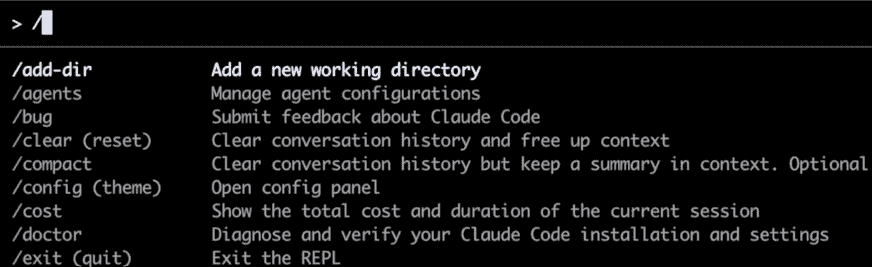 > /
/add-dir Add a new working directory
/agents Manage agent configurations
/bug Submit feedback about Claude Code
/clear (reset) Clear conversation history and free up context
/compact Clear conversation history but keep a summary in context. Optional
/config (theme) Open config panel
/cost Show the total cost and duration of the current session
/doctor Diagnose and verify your Claude Code installation and settings
/exit (quit) Exit the REPL